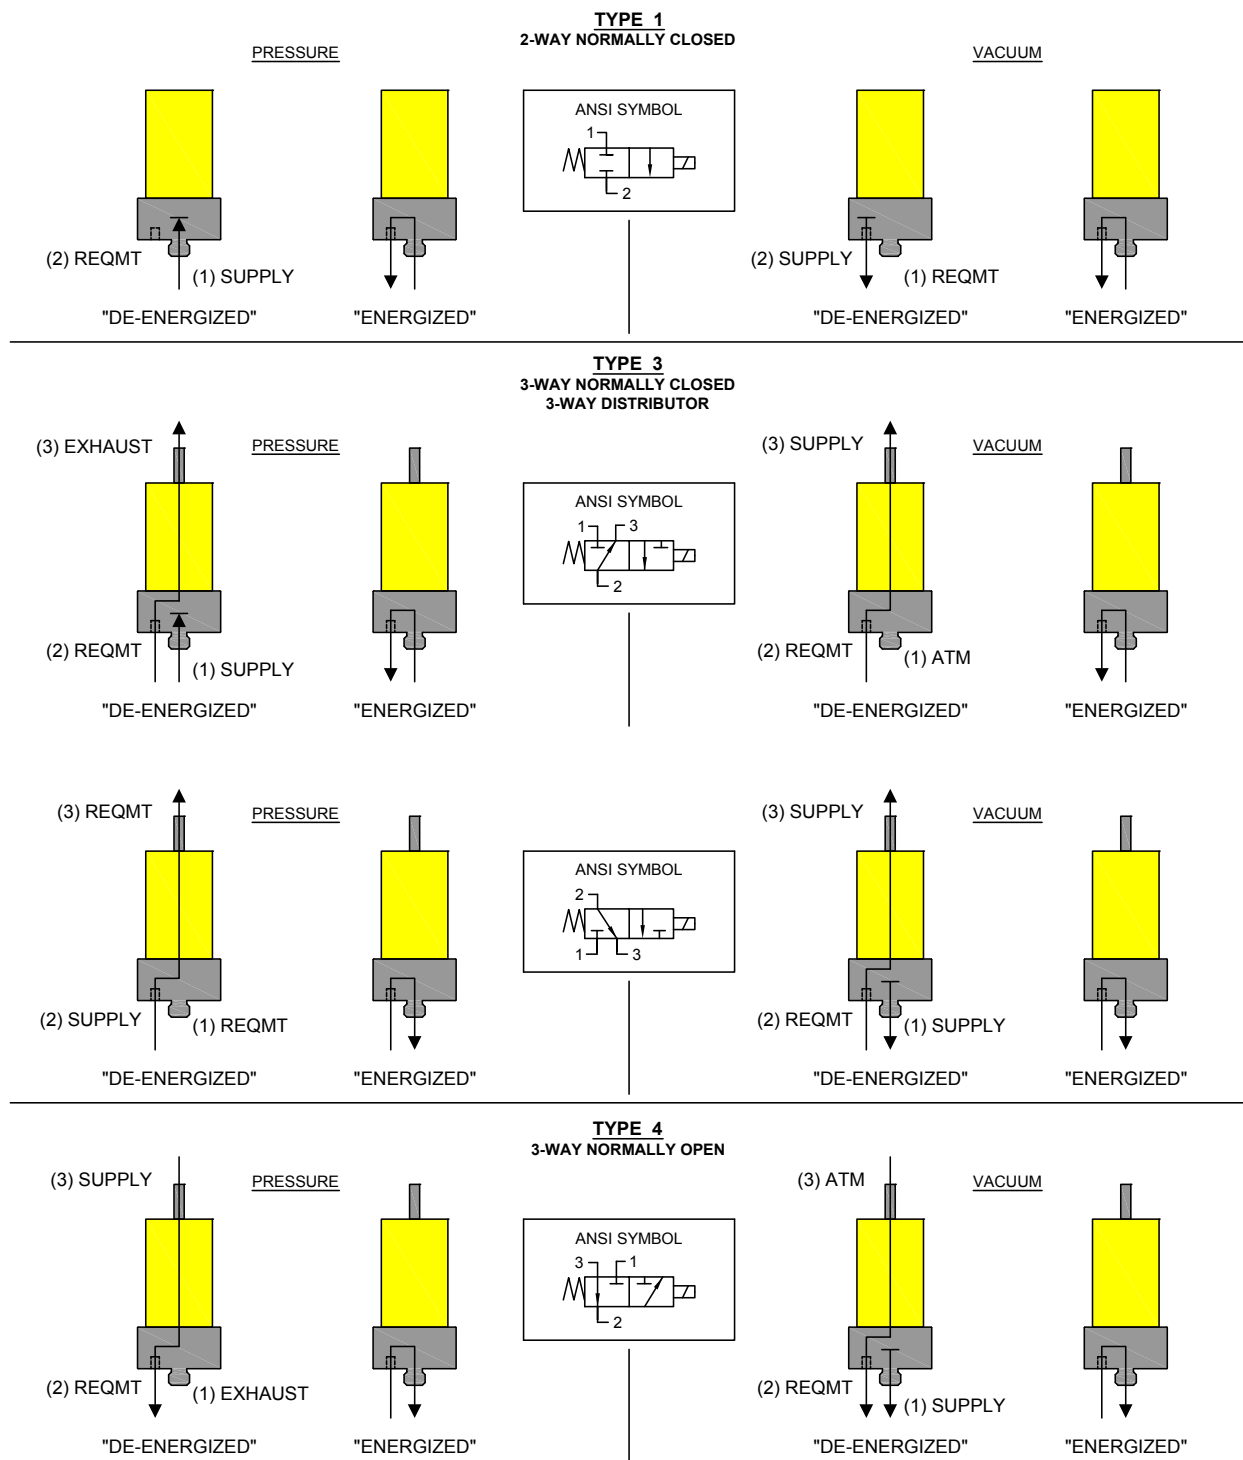 TYPE 1
2-WAY NORMALLY CLOSED
PRESSURE
VACUUM
ANSI SYMBOL
1
2
(2) REQMT
(1) SUPPLY
(2) SUPPLY
(1) REQMT
"DE-ENERGIZED"
"ENERGIZED"
"DE-ENERGIZED"
"ENERGIZED"
TYPE 3
3-WAY NORMALLY CLOSED
3-WAY DISTRIBUTOR
(3) EXHAUST
PRESSURE
(3) SUPPLY
VACUUM
ANSI SYMBOL
1
3
2
(2) REQMT
(1) SUPPLY
(2) REQMT
(1) ATM
"DE-ENERGIZED"
"ENERGIZED"
"DE-ENERGIZED"
"ENERGIZED"
(3) REQMT
PRESSURE
(3) SUPPLY
VACUUM
ANSI SYMBOL
2
1
3
(2) SUPPLY
(1) REQMT
(2) REQMT
(1) SUPPLY
"DE-ENERGIZED"
"ENERGIZED"
"DE-ENERGIZED"
"ENERGIZED"
TYPE 4
3-WAY NORMALLY OPEN
(3) SUPPLY
PRESSURE
(3) ATM
VACUUM
ANSI SYMBOL
3
1
2
(2) REQMT
(1) EXHAUST
(2) REQMT
(1) SUPPLY
"DE-ENERGIZED"
"ENERGIZED"
"DE-ENERGIZED"
"ENERGIZED"